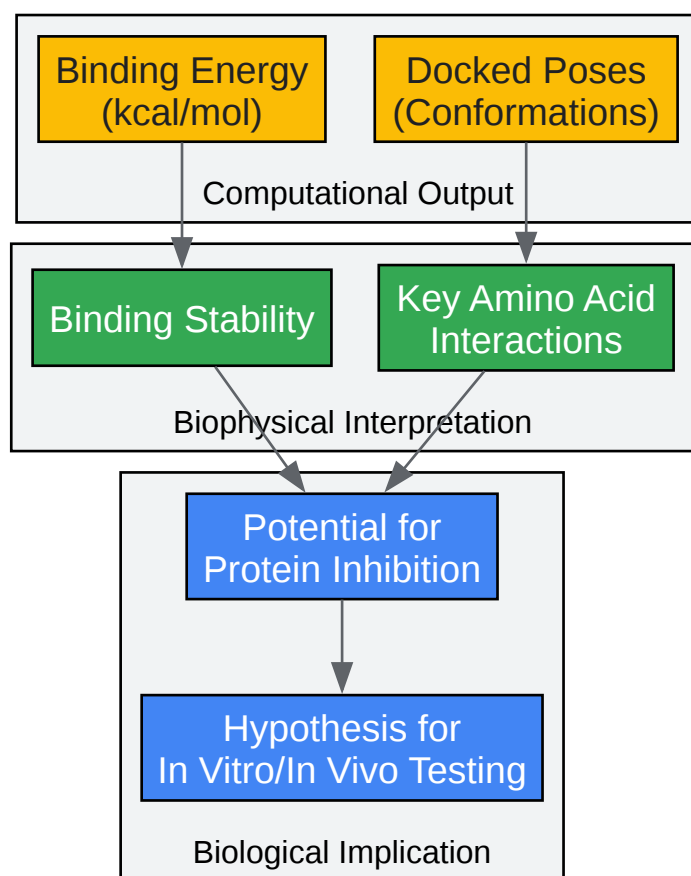 Binding Energy
(kcal/mol)
Docked Poses
(Conformations)
Computational Output
Binding Stability
Key Amino Acid
Interactions
Biophysical Interpretation
Potential for
Protein Inhibition
Hypothesis for
In Vitro/In Vivo Testing
Biological Implication